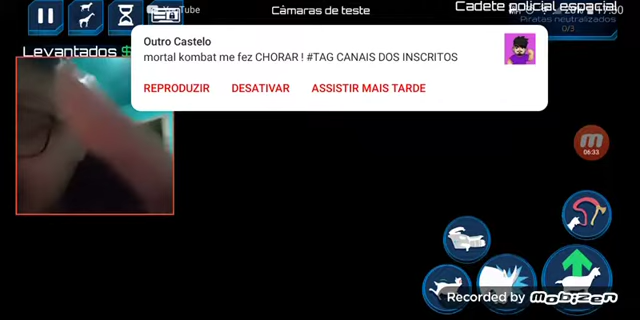 YouTube
Câmaras de teste
Cadete policial espacial
Piratas neutralizados
0/3
Levantados $
Outro Castelo
mortal kombat me fez CHORAR ! #TAG CANAIS DOS INSCRITOS
REPRODUZIR
DESATIVAR
ASSISTIR MAIS TARDE
06:33
Recorded by mobizen